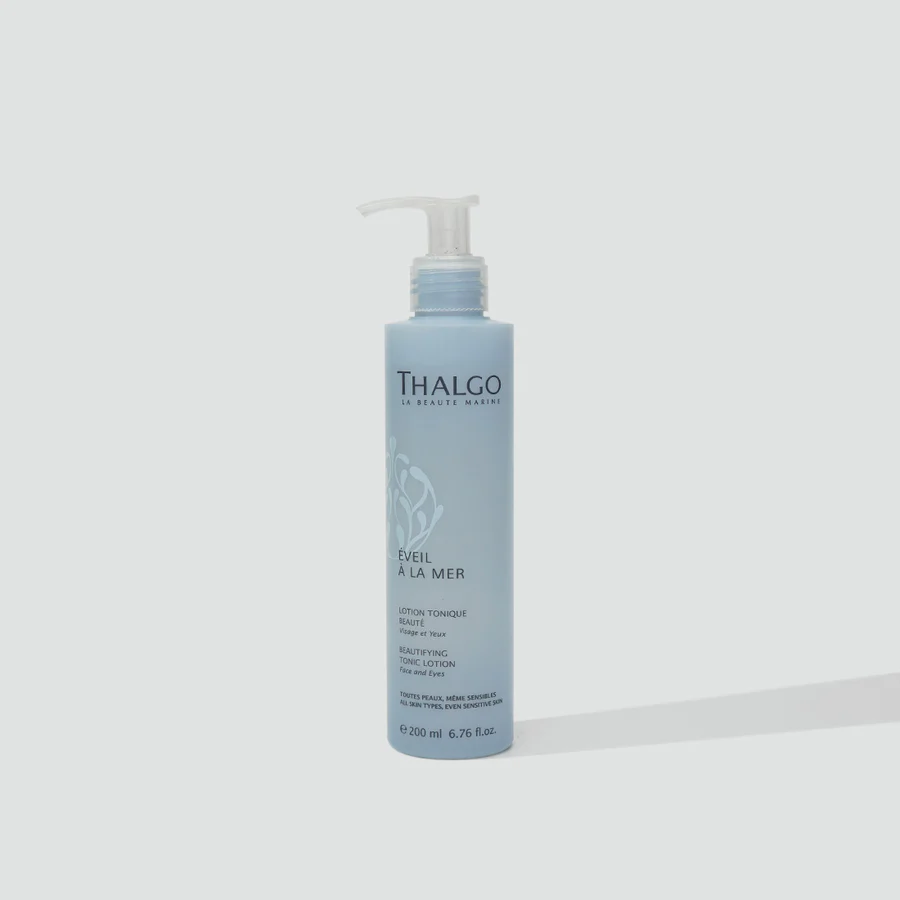 THALGO
LA BEAUTE MARINE
ÉVEIL
À LA MER
LOTION TONIQUE
BEAUTÉ
Visage et Yeux
BEAUTIFYING
TONIC LOTION
Face and Eyes
TOUTES PEAUX, MÊME SENSIBLES
ALL SKIN TYPES, EVEN SENSITIVE SKIN
℮ 200 ml 6.76 fl.oz.